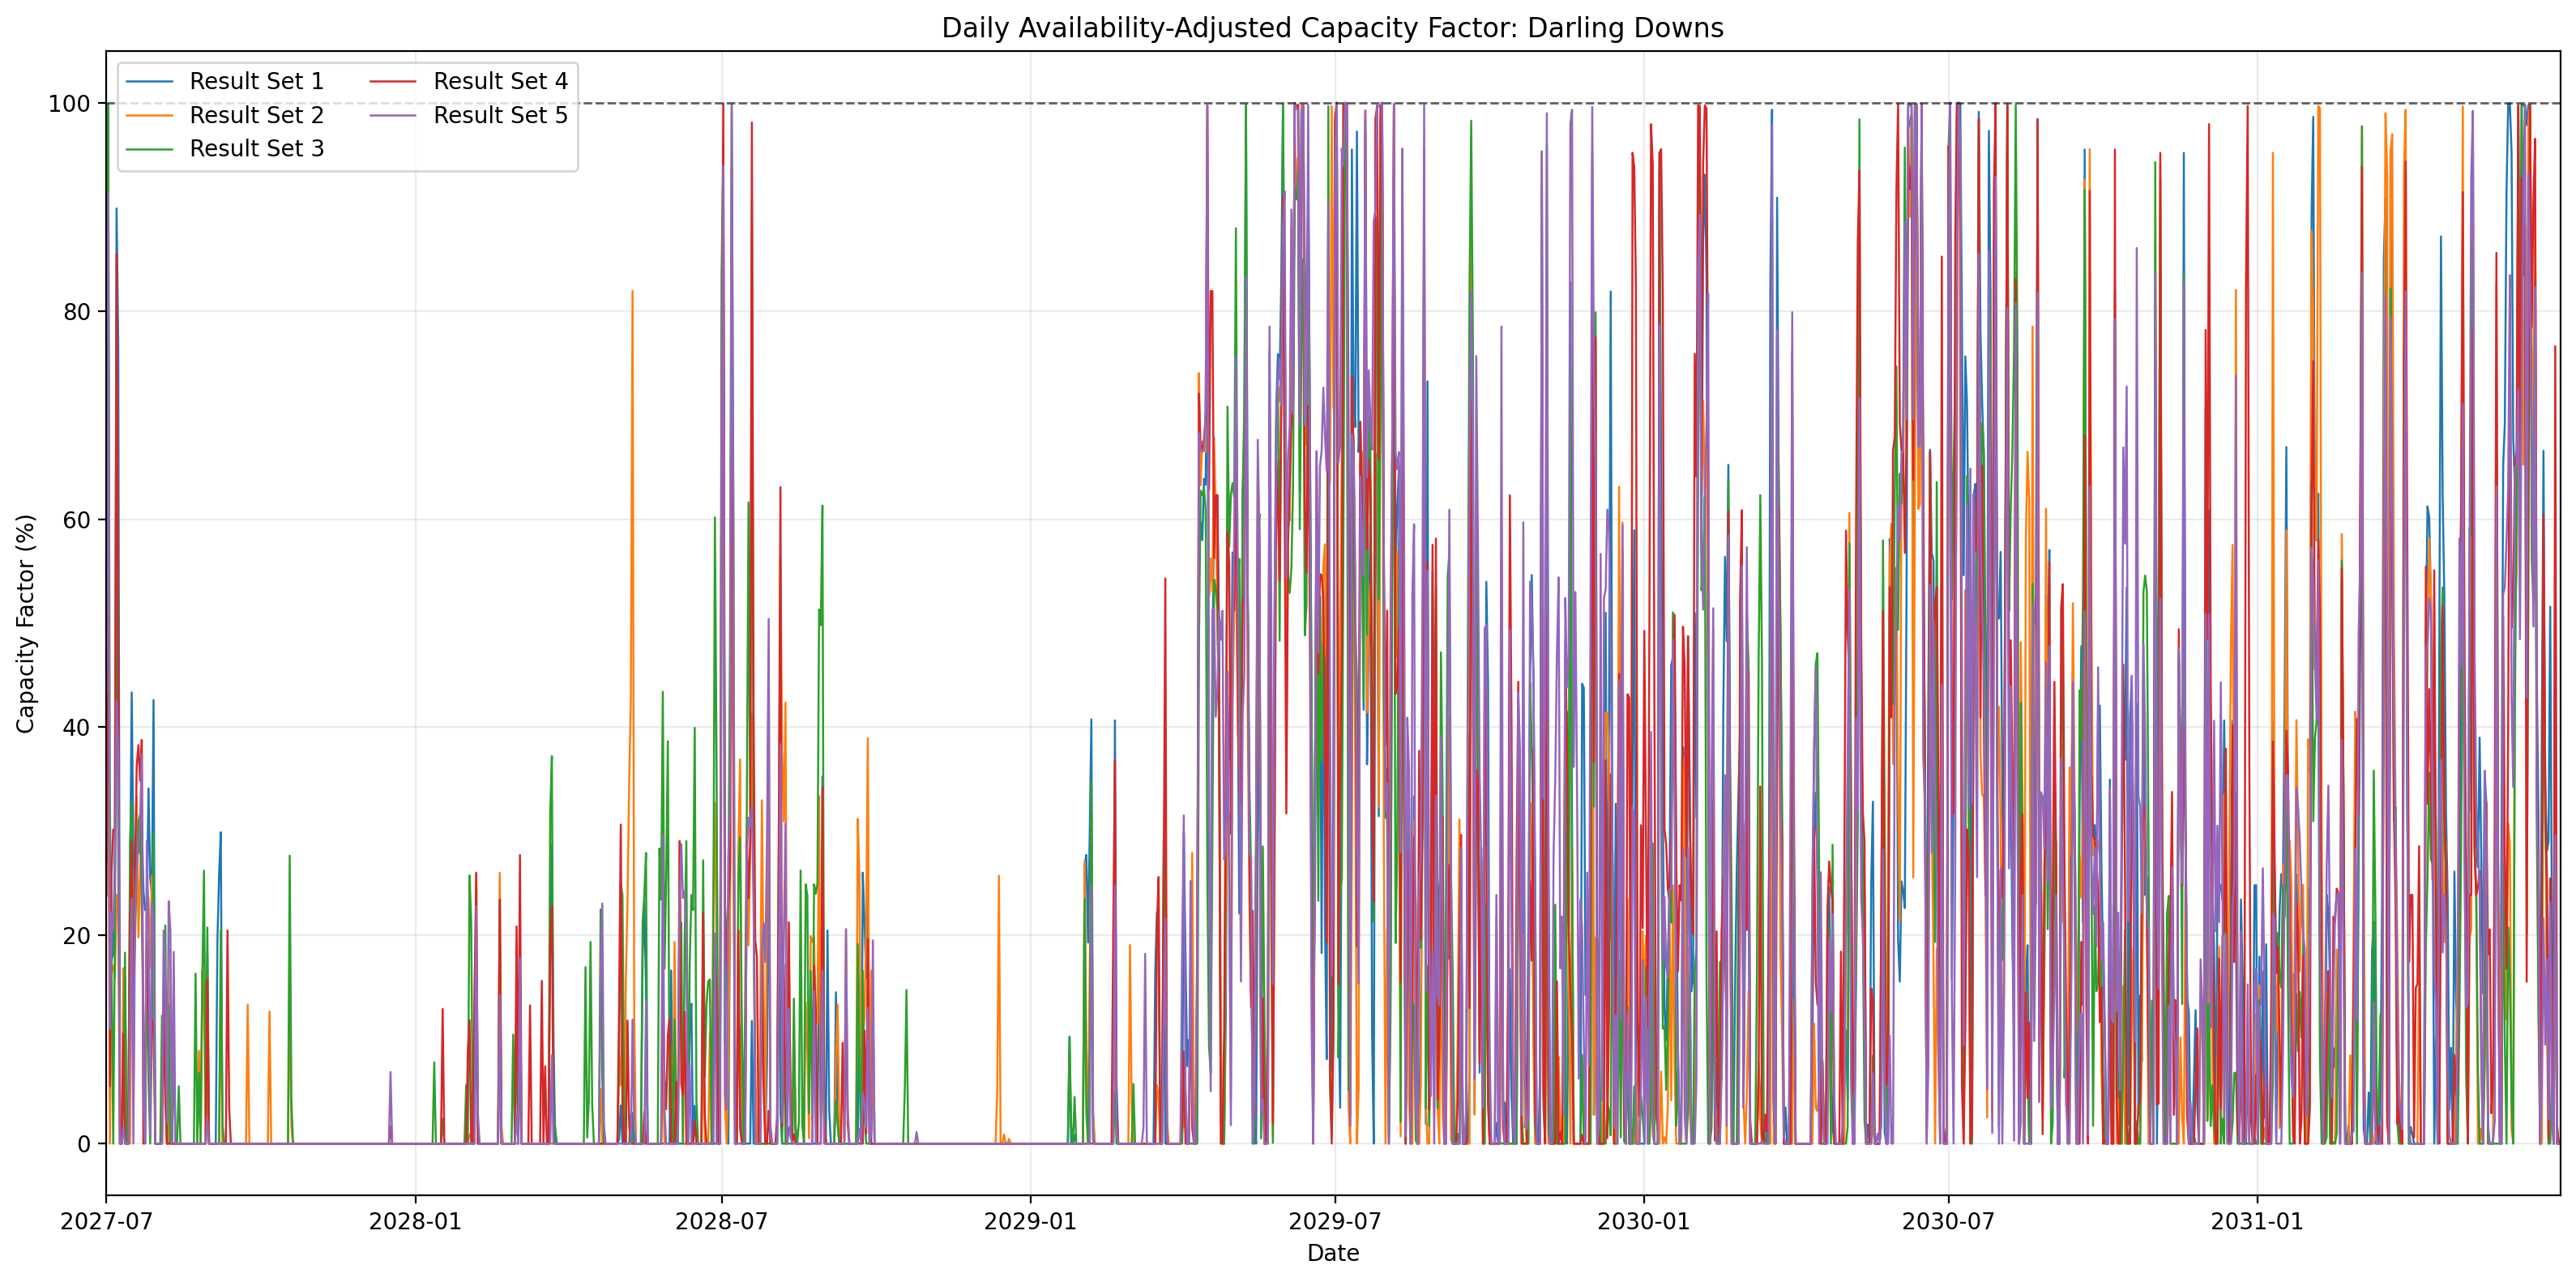 Daily Availability-Adjusted Capacity Factor: Darling Downs
Result Set 1
Result Set 2
Result Set 3
Result Set 4
Result Set 5
Capacity Factor (%)
100
80
60
40
20
0
2027-07
2028-01
2028-07
2029-01
2029-07
2030-01
2030-07
2031-01
Date